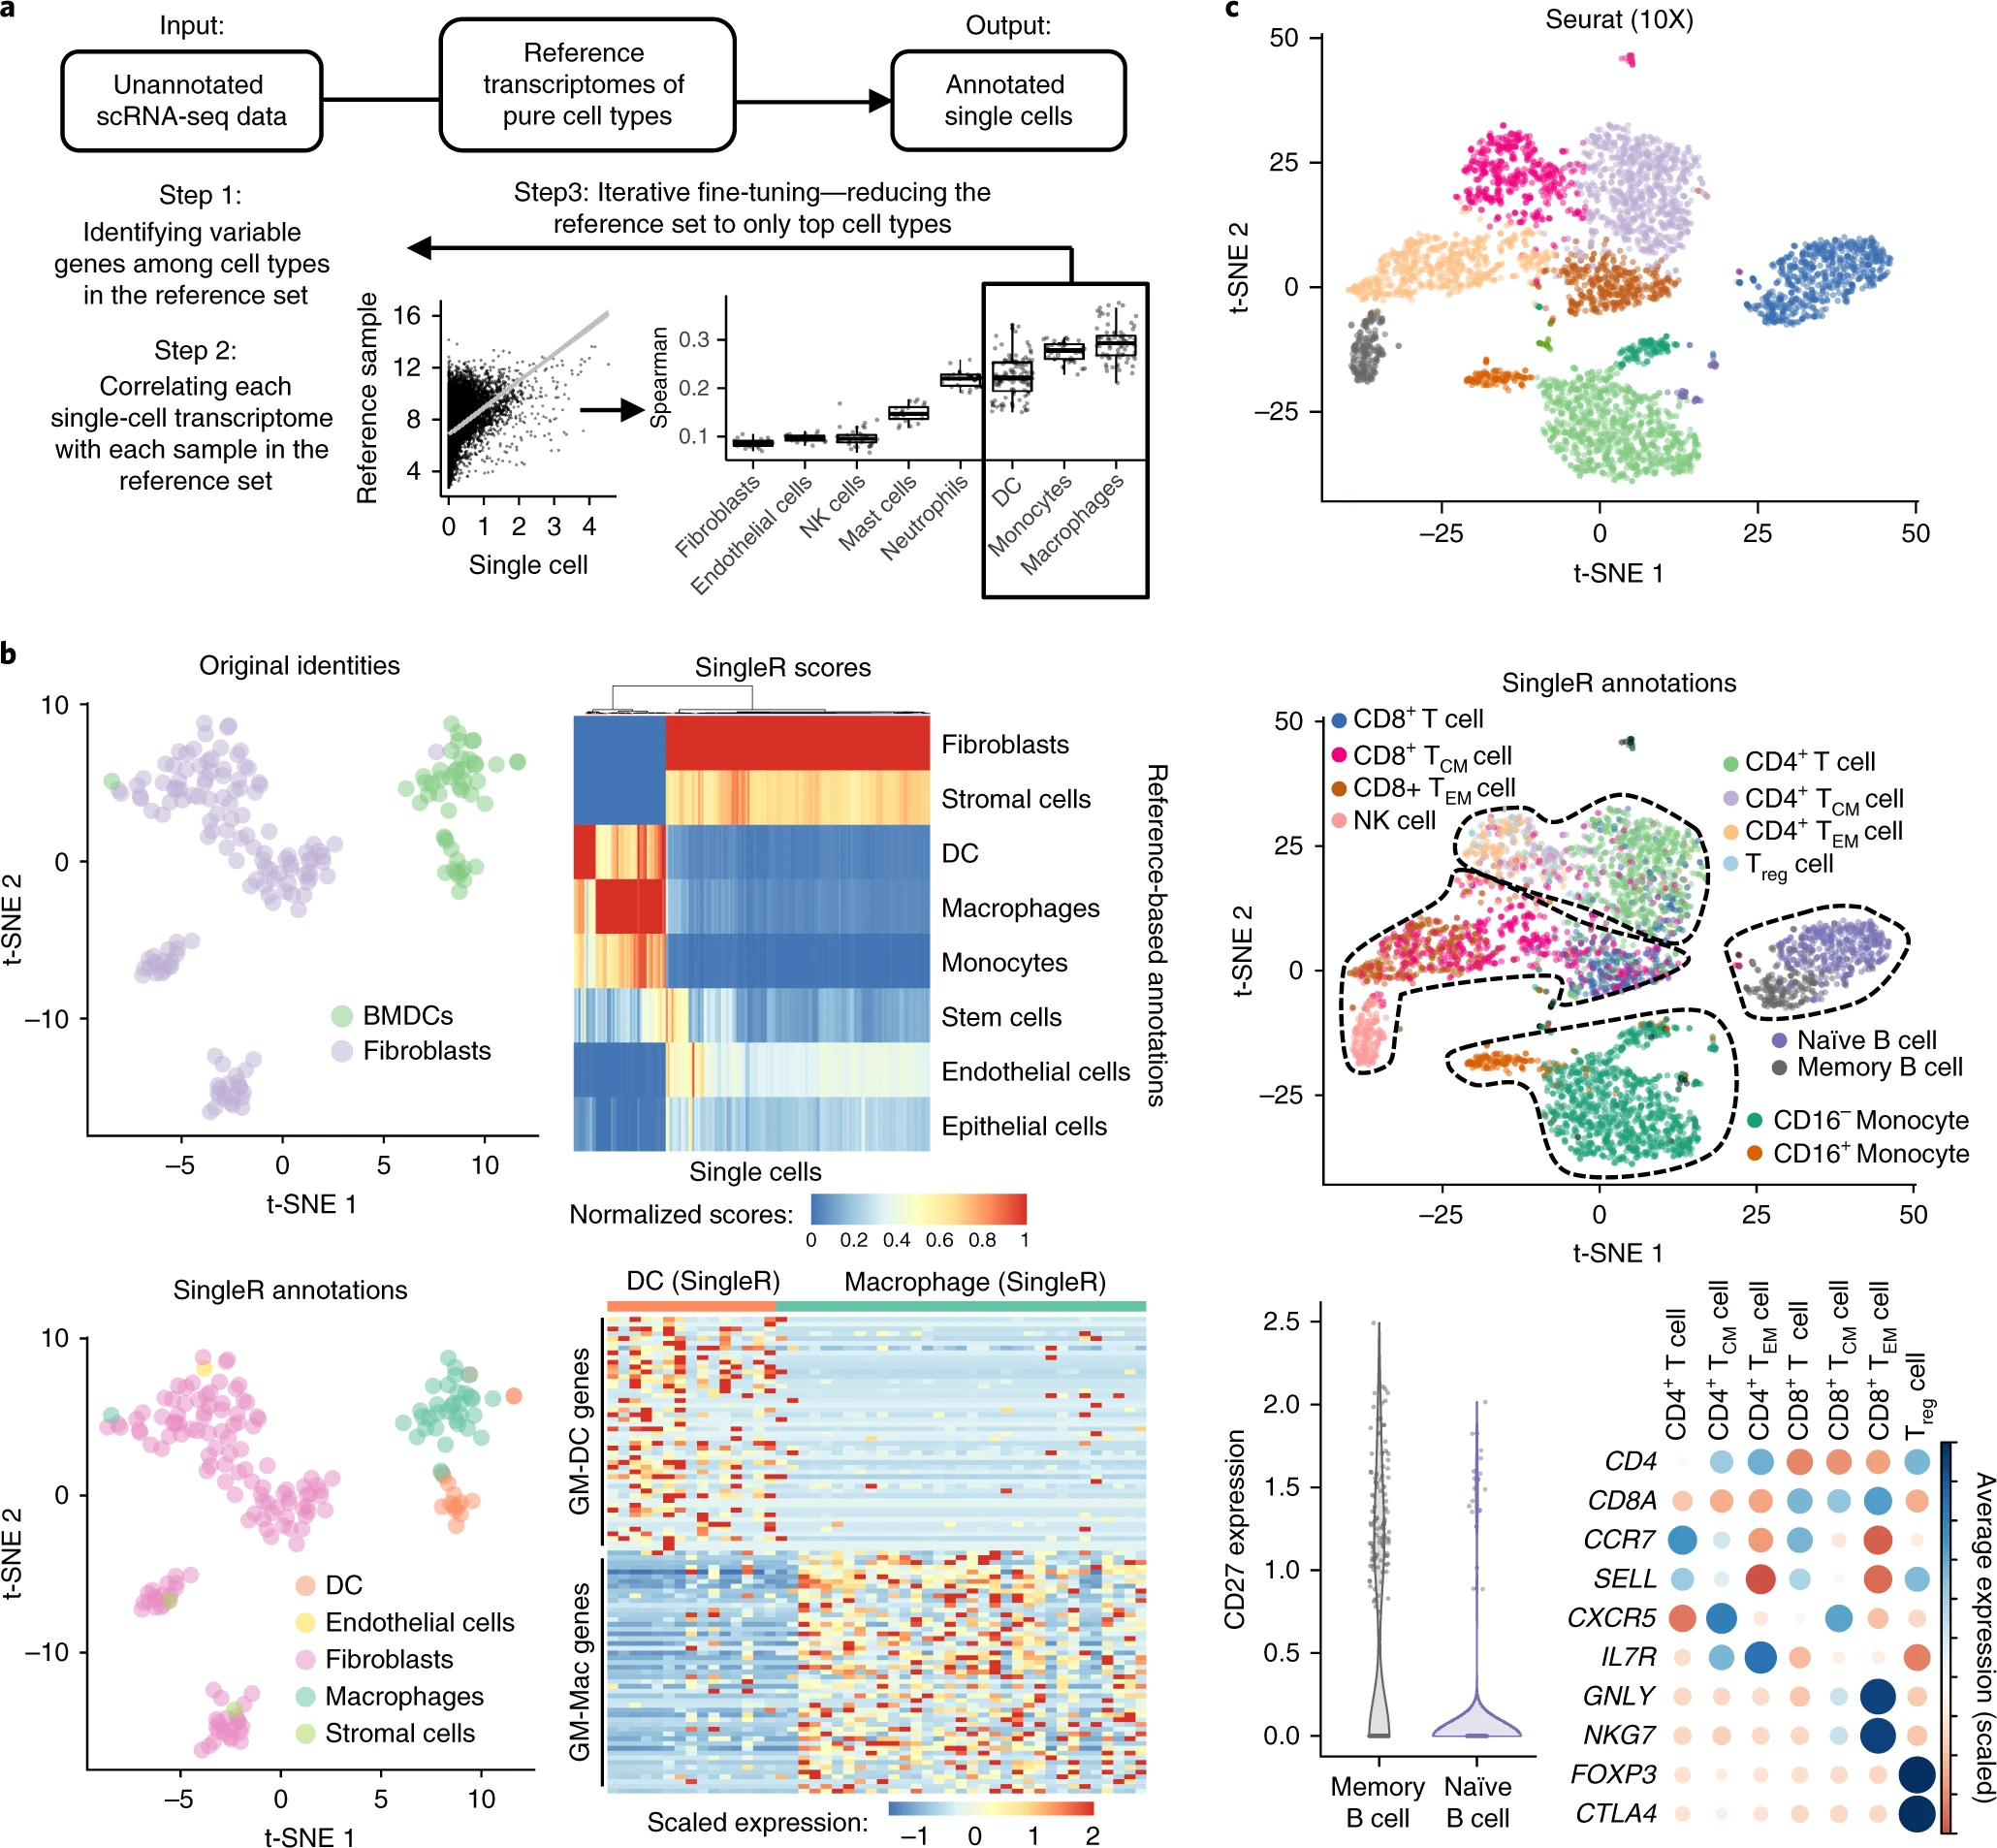 a
Input:
Unannotated
scRNA-seq data
Reference
transcriptomes of
pure cell types
Output:
Annotated
single cells
Step 1:
Identifying variable
genes among cell types
in the reference set
Step 2:
Correlating each
single-cell transcriptome
with each sample in the
reference set
Step3: Iterative fine-tuning—reducing the
reference set to only top cell types
Reference sample
16
12
8
4
0 1 2 3 4
Single cell
Spearman
0.3
0.2
0.1
Fibroblasts
Endothelial cells
NK cells
Mast cells
Neutrophils
DC
Monocytes
Macrophages
b
Original identities
t-SNE 2
10
0
−10
BMDCs
Fibroblasts
−5 0 5 10
t-SNE 1
SingleR scores
Fibroblasts
Stromal cells
DC
Macrophages
Monocytes
Stem cells
Endothelial cells
Epithelial cells
Reference-based annotations
Single cells
Normalized scores:
0 0.2 0.4 0.6 0.8 1
SingleR annotations
t-SNE 2
10
0
−10
DC
Endothelial cells
Fibroblasts
Macrophages
Stromal cells
−5 0 5 10
t-SNE 1
DC (SingleR) Macrophage (SingleR)
GM-DC genes
GM-Mac genes
Scaled expression:
−1 0 1 2
c
Seurat (10X)
t-SNE 2
50
25
0
−25
−25 0 25 50
t-SNE 1
SingleR annotations
t-SNE 2
50
25
0
−25
CD8+ T cell
CD8+ TCM cell
CD8+ TEM cell
NK cell
CD4+ T cell
CD4+ TCM cell
CD4+ TEM cell
Treg cell
Naïve B cell
Memory B cell
CD16− Monocyte
CD16+ Monocyte
−25 0 25 50
t-SNE 1
CD27 expression
2.5
2.0
1.5
1.0
0.5
0.0
Memory
B cell
Naïve
B cell
CD4+ T cell
CD4+ TCM cell
CD4+ TEM cell
CD8+ T cell
CD8+ TCM cell
CD8+ TEM cell
Treg cell
CD4
CD8A
CCR7
SELL
CXCR5
IL7R
GNLY
NKG7
FOXP3
CTLA4
Average expression (scaled)